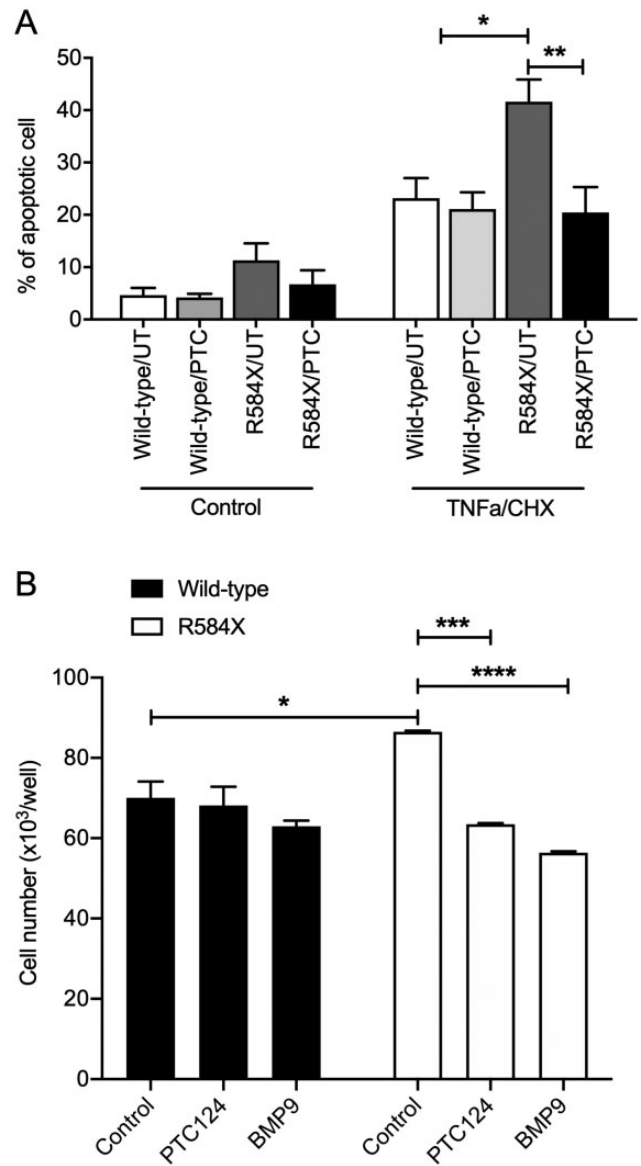 A
% of apoptotic cell
50
40
30
20
10
0
*
**
Wild-type/UT
Wild-type/PTC
R584X/UT
R584X/PTC
Wild-type/UT
Wild-type/PTC
R584X/UT
R584X/PTC
Control
TNFa/CHX
B
Wild-type
R584X
***
****
*
Cell number (x10³/well)
100
80
60
40
20
0
Control
PTC124
BMP9
Control
PTC124
BMP9